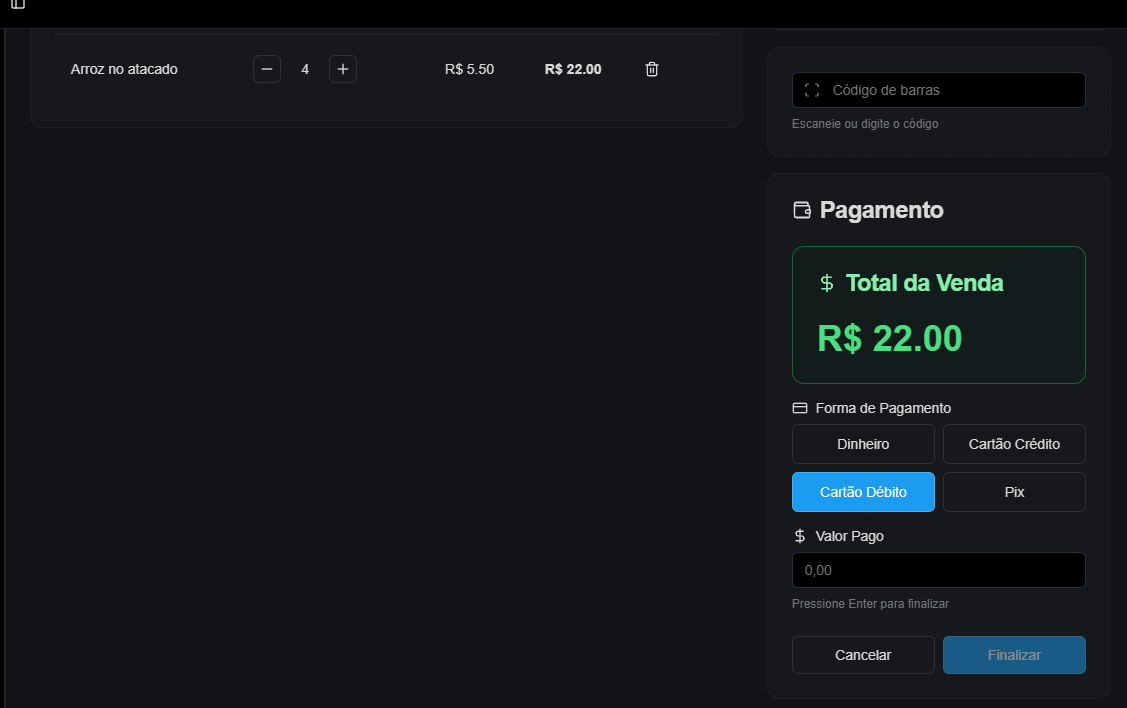 Arroz no atacado 4 R$ 5.50 R$ 22.00
Código de barras
Escaneie ou digite o código
Pagamento
$ Total da Venda
R$ 22.00
Forma de Pagamento
Dinheiro Cartão Crédito
Cartão Débito Pix
$ Valor Pago
0,00
Pressione Enter para finalizar
Cancelar Finalizar